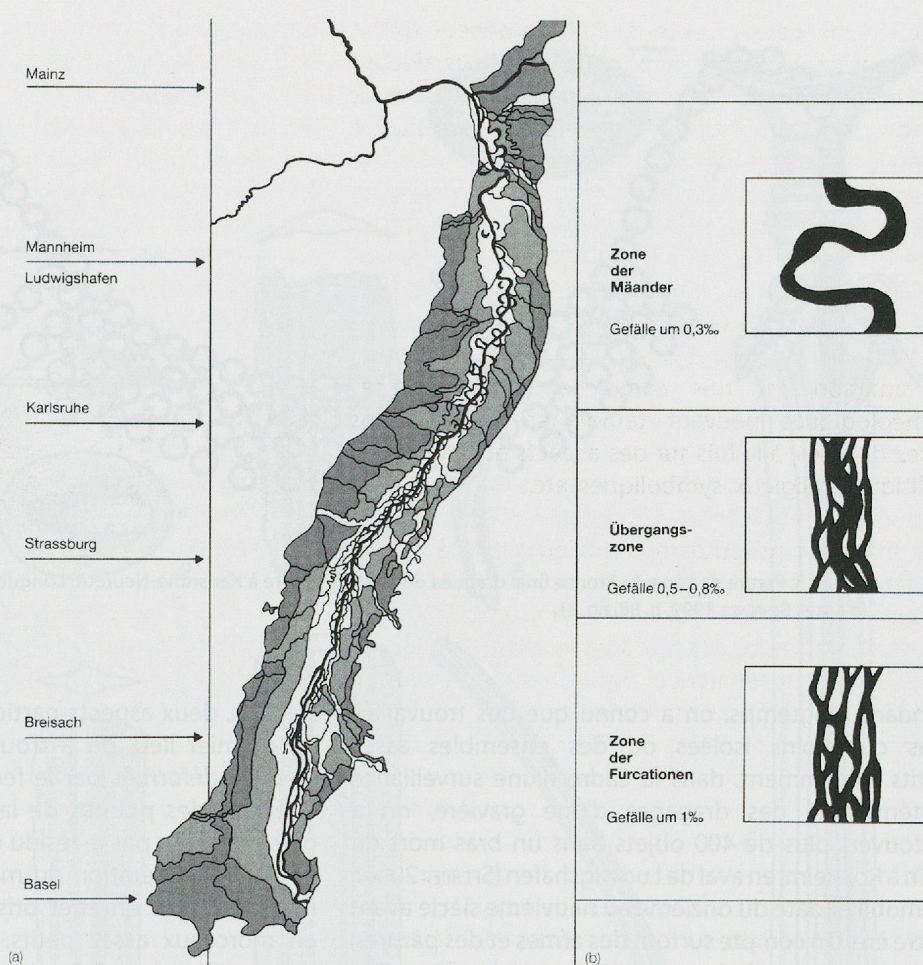 Mainz
Mannheim
Ludwigshafen
Karlsruhe
Strassburg
Breisach
Basel
(a)
Zone
der
Mäander
Gefälle um 0,3‰
Übergangs-
zone
Gefälle 0,5–0,8‰
Zone
der
Furcationen
Gefälle um 1‰
(b)